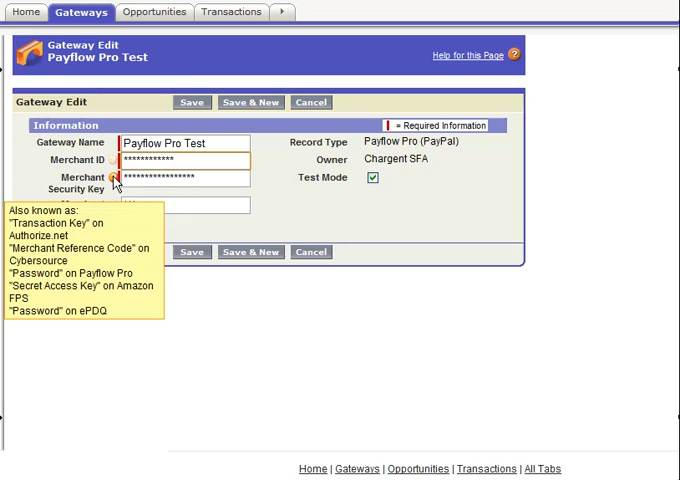 Home Gateways Opportunities Transactions
Gateway Edit
Payflow Pro Test
Help for this Page ?
Gateway Edit Save Save & New Cancel
Information = Required Information
Gateway Name Payflow Pro Test Record Type Payflow Pro (PayPal)
Merchant ID ************ Owner Chargent SFA
Merchant ***************** Test Mode
Security Key
Also known as:
"Transaction Key" on
Authorize.net
"Merchant Reference Code" on
Cybersource
"Password" on Payflow Pro
"Secret Access Key" on Amazon
FPS
"Password" on ePDQ
Save Save & New Cancel
Home | Gateways | Opportunities | Transactions | All Tabs